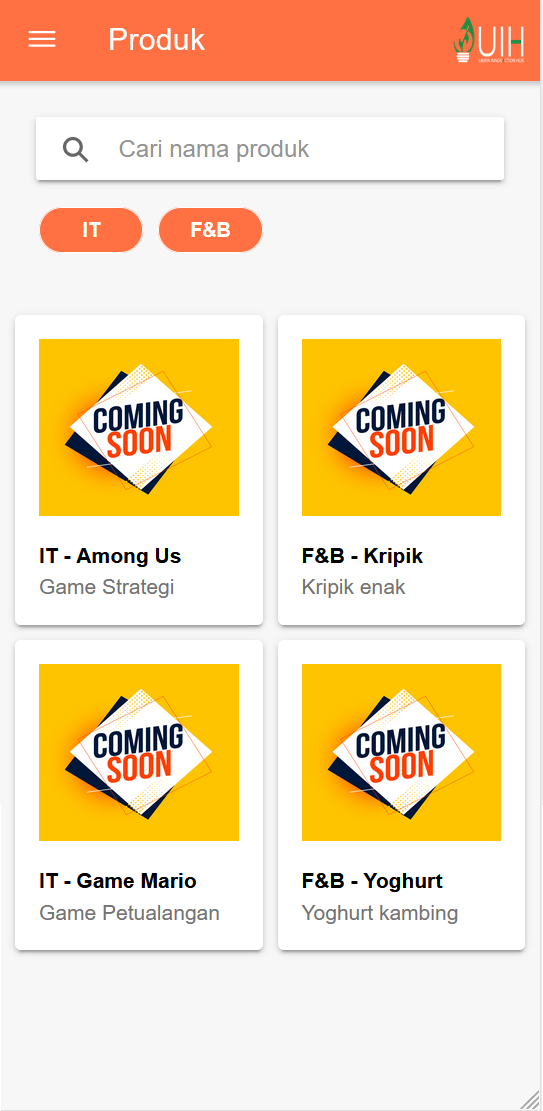 Produk
UIH
Cari nama produk
IT
F&B
COMING
SOON
COMING
SOON
IT - Among Us
Game Strategi
F&B - Kripik
Kripik enak
COMING
SOON
COMING
SOON
IT - Game Mario
Game Petualangan
F&B - Yoghurt
Yoghurt kambing